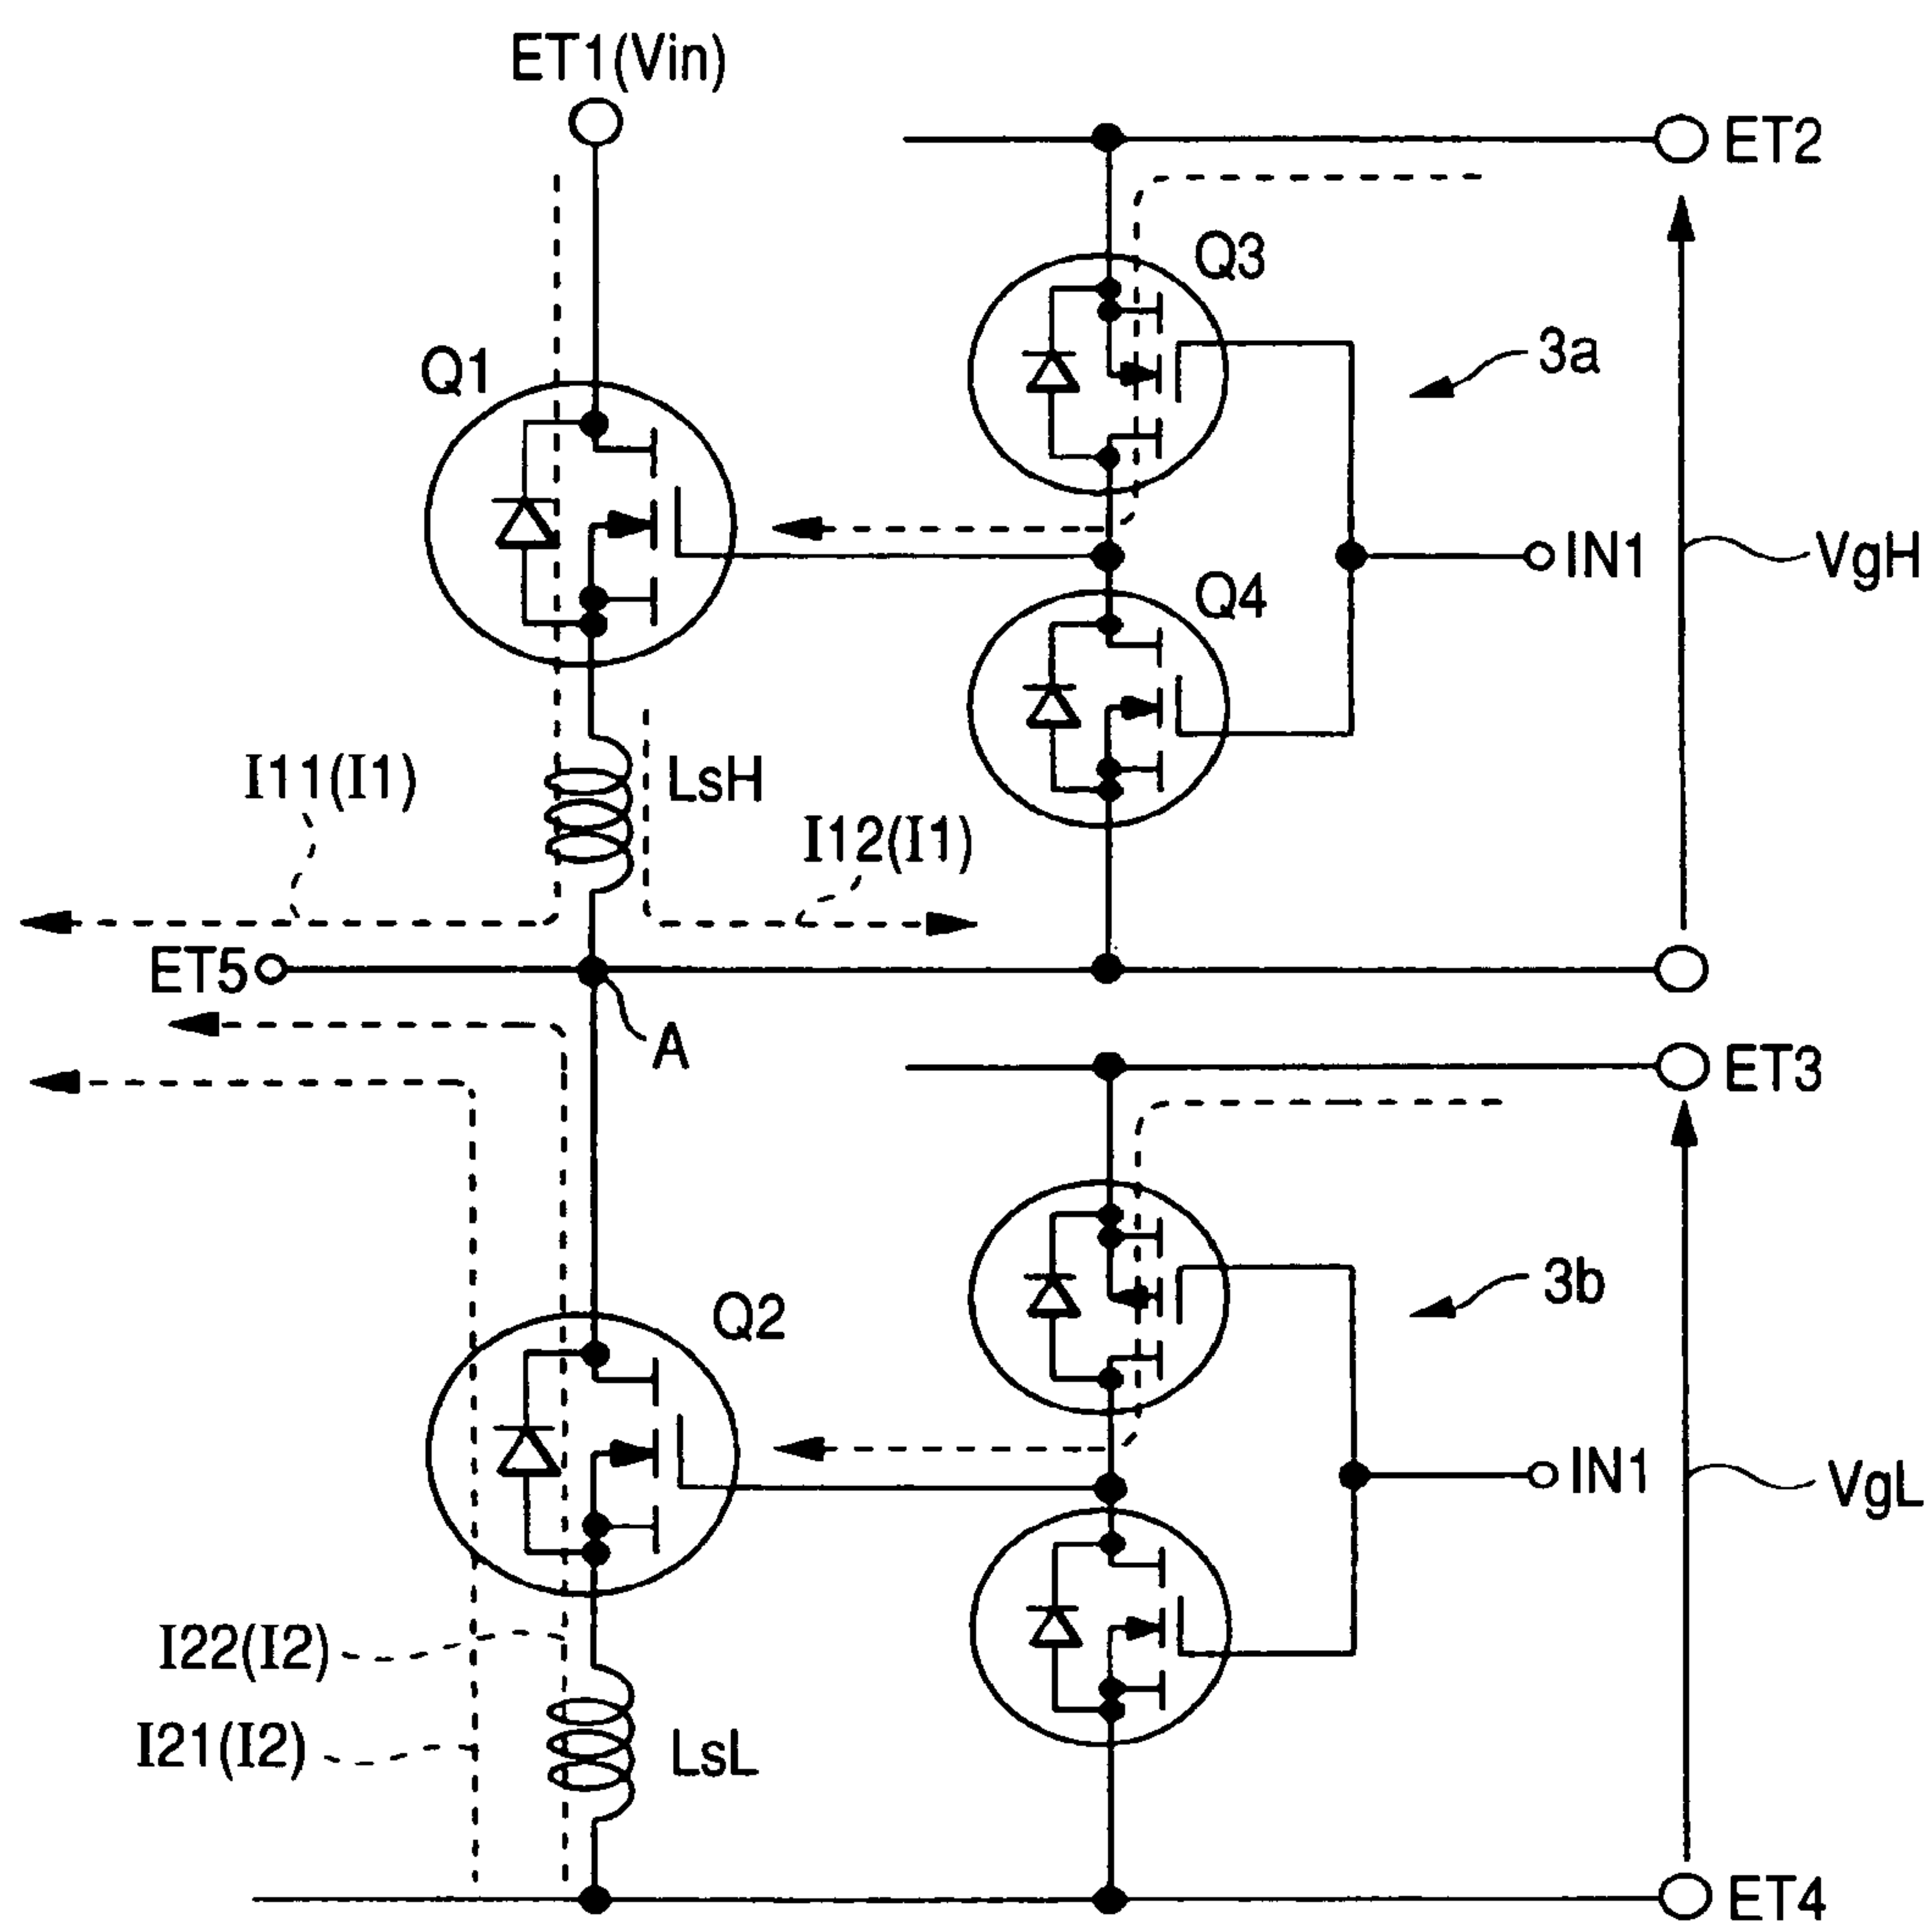 ET1(Vin)
ET2
Q3
Q1
3a
IN1
VgH
Q4
I11(I1)
LsH
I12(I1)
ET5
A
ET3
3b
Q2
IN1
VgL
I22(I2)
I21(I2)
LsL
ET4